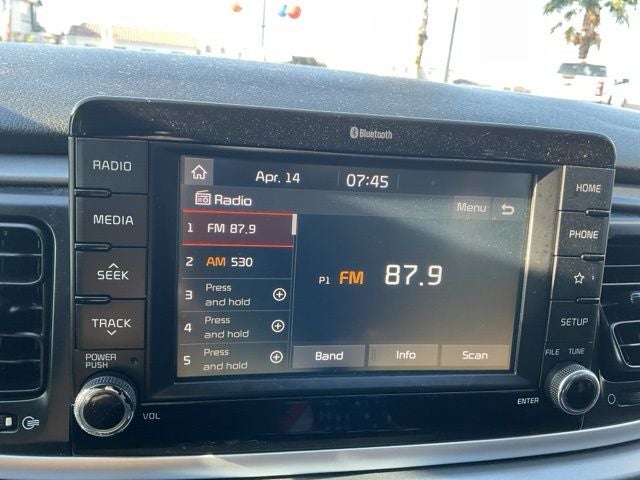 Bluetooth
RADIO
MEDIA
SEEK
TRACK
POWER
PUSH
VOL
Apr. 14 07:45
Radio
Menu
1 FM 87.9
2 AM 530
3 Press
and hold
4 Press
and hold
5 Press
and hold
P1 FM 87.9
Band Info Scan
HOME
PHONE
SETUP
FILE TUNE
ENTER